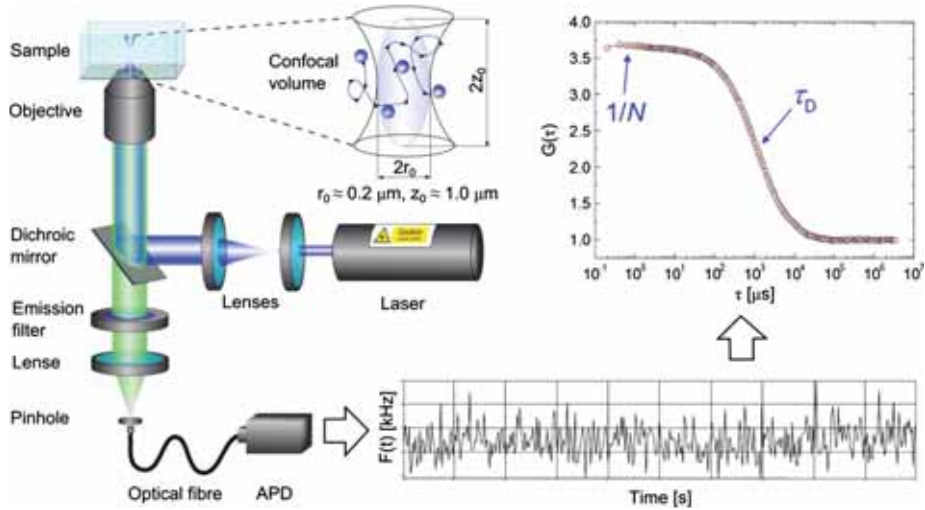 Sample
Objective
Dichroic
mirror
Emission
filter
Lense
Pinhole
Optical fibre
APD
Lenses
Laser
Confocal
volume
2z₀
2r₀
r₀ ≈ 0.2 µm, z₀ ≈ 1.0 µm
G(τ)
4.0
3.5
3.0
2.5
2.0
1.5
1.0
1/N
τD
10⁻¹ 10⁰ 10¹ 10² 10³ 10⁴ 10⁵ 10⁶ 10⁷
τ [µs]
F(t) [kHz]
Time [s]